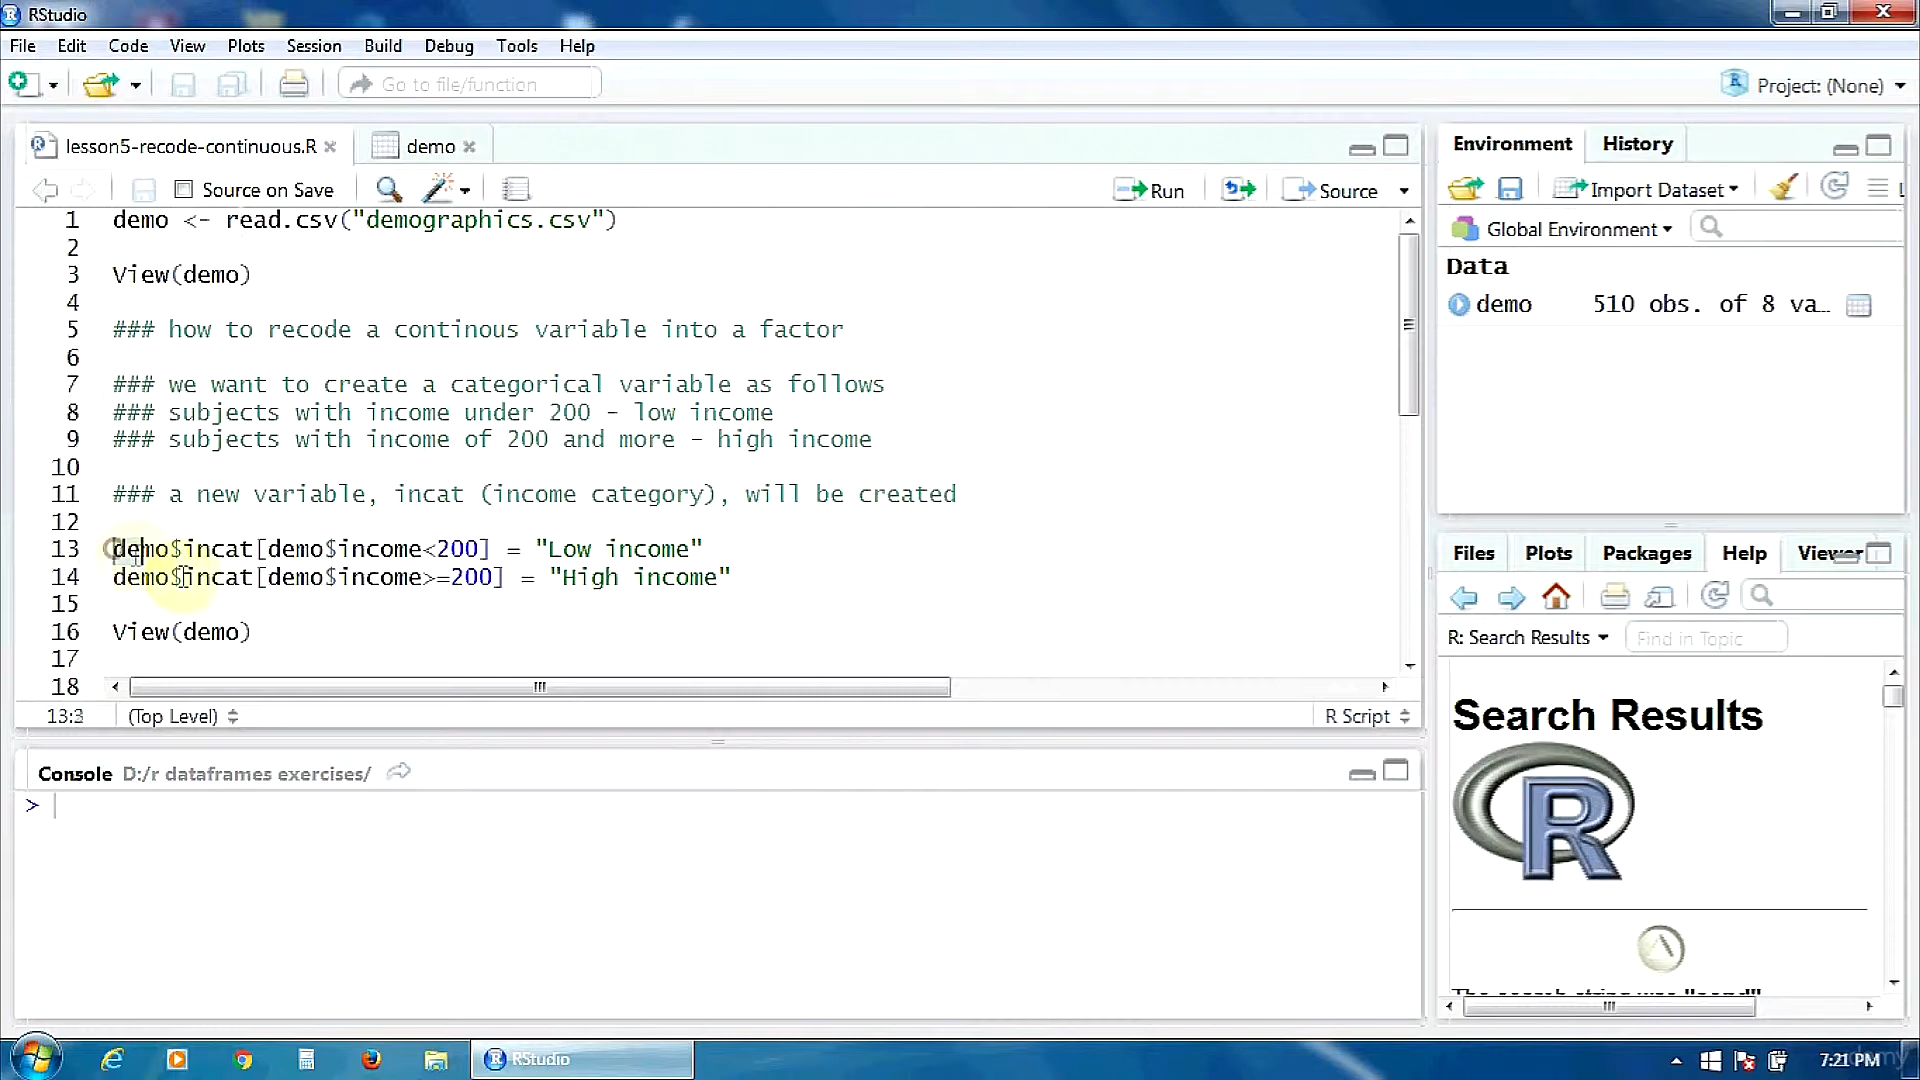 RStudio
File Edit Code View Plots Session Build Debug Tools Help
Go to file/function
Project: (None)
lesson5-recode-continuous.R
demo
Source on Save
Run
Source
1 demo <- read.csv("demographics.csv")
2
3 View(demo)
4
5 ### how to recode a continous variable into a factor
6
7 ### we want to create a categorical variable as follows
8 ### subjects with income under 200 - low income
9 ### subjects with income of 200 and more - high income
10
11 ### a new variable, incat (income category), will be created
12
13 demo$incat[demo$income<200] = "Low income"
14 demo$incat[demo$income>=200] = "High income"
15
16 View(demo)
17
18
13:3 (Top Level) R Script
Console D:/r dataframes exercises/
>
Environment History
Import Dataset
Global Environment
Data
demo 510 obs. of 8 va…
Files Plots Packages Help Viewer
R: Search Results
Find in Topic
Search Results
R
RStudio
7:21 PM